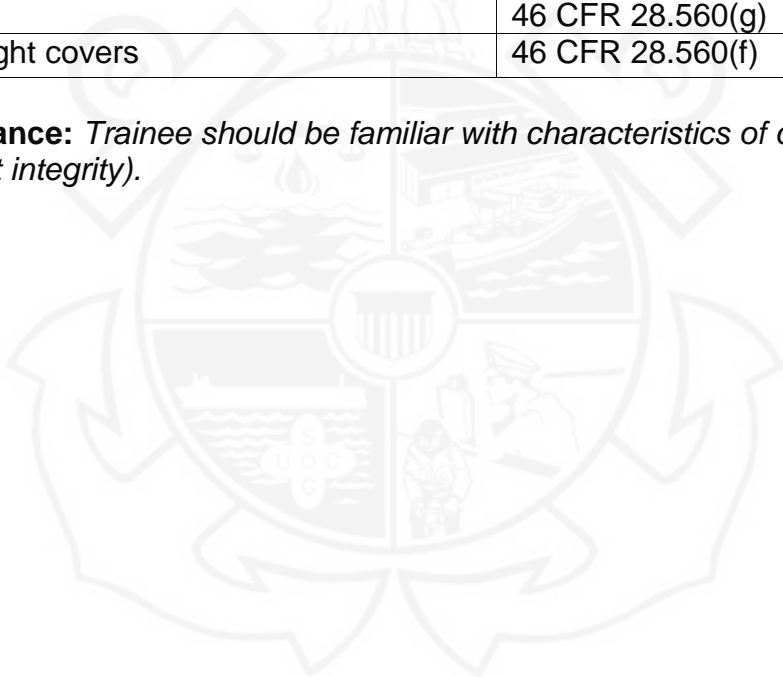 46 CFR 28.560(g)
ght covers 46 CFR 28.560(f)
ance: Trainee should be familiar with characteristics of
t integrity).
S
U O C
G